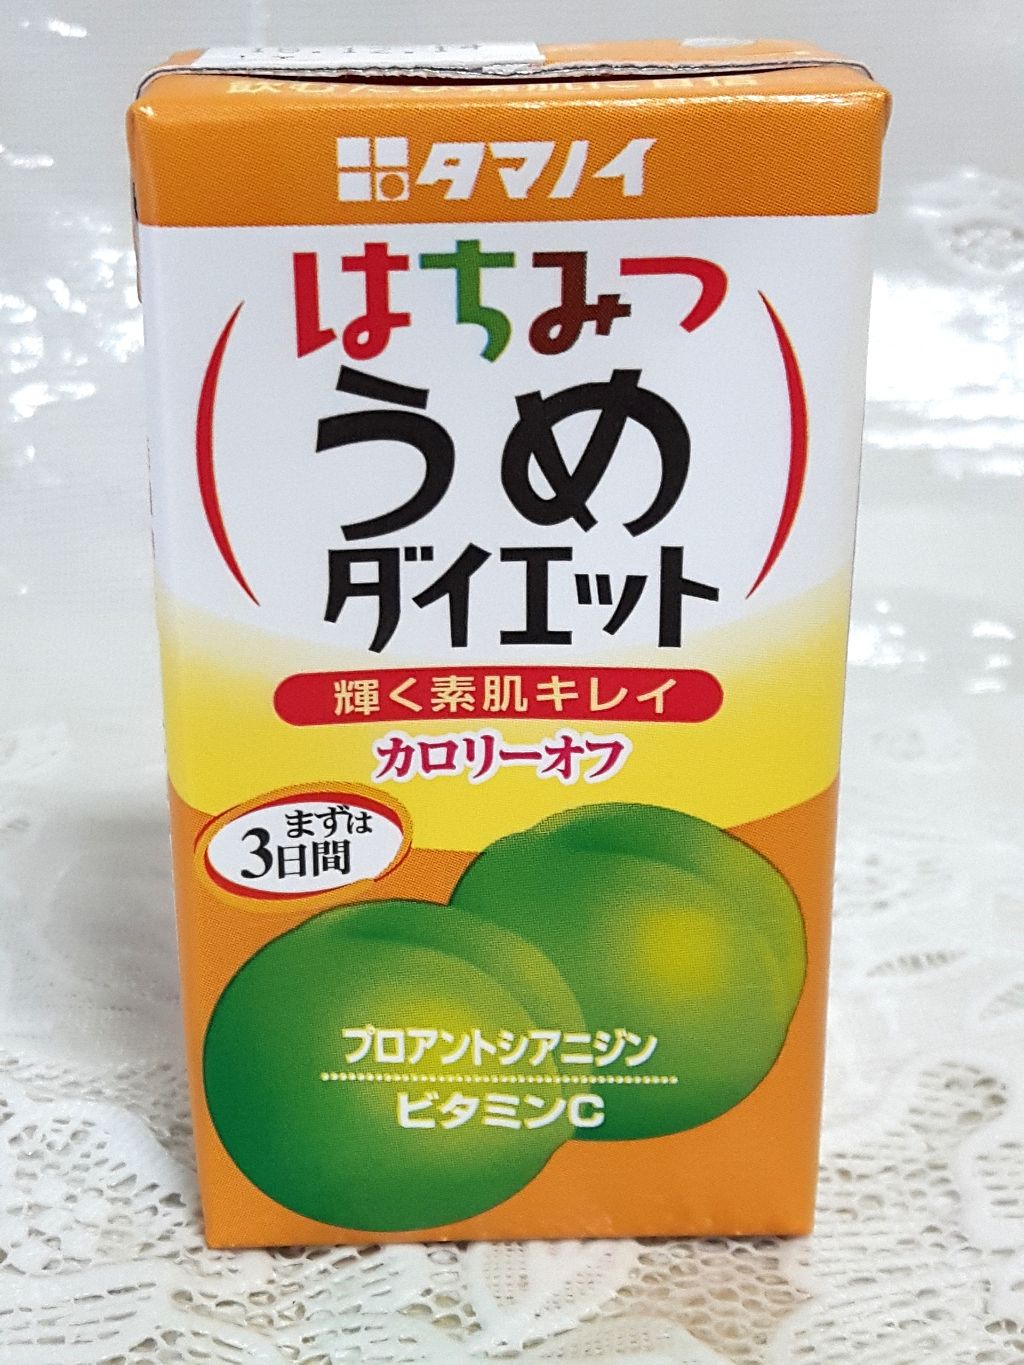 タマノイ
はちみつ
うめ
ダイエット
輝く素肌キレイ
カロリーオフ
まずは
3日間
プロアントシアニジン
ビタミンC